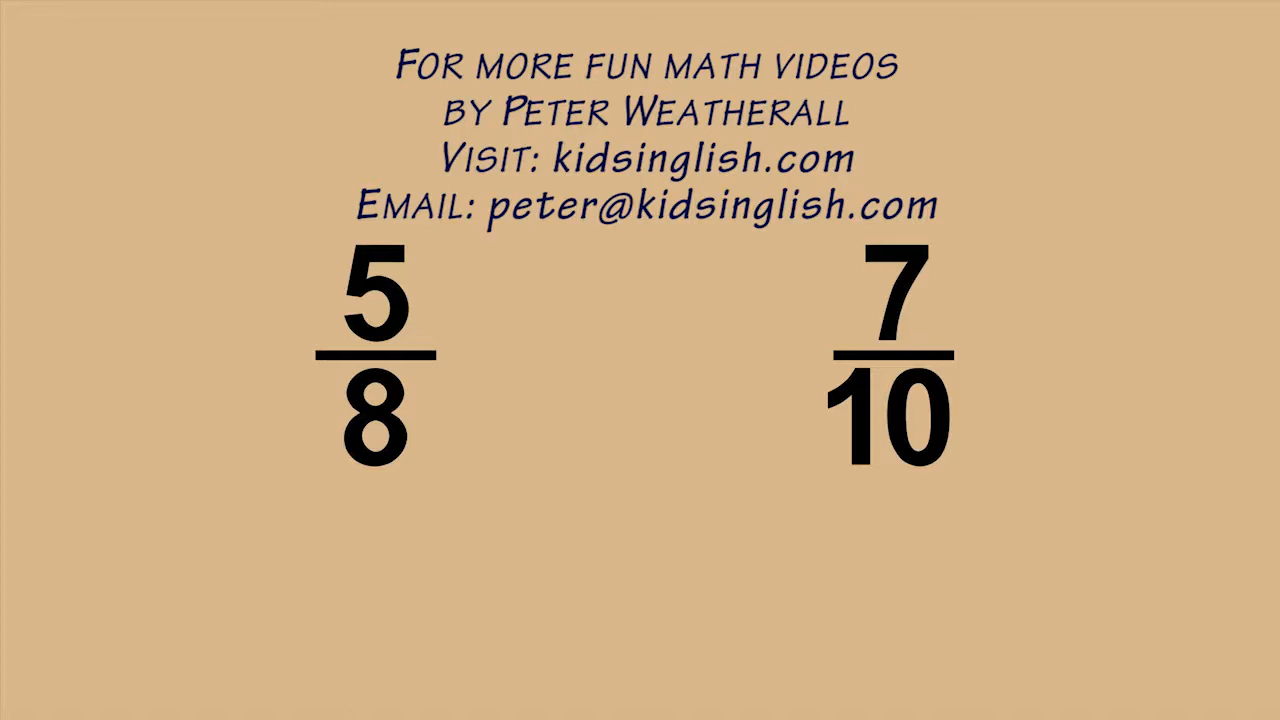 FOR MORE FUN MATH VIDEOS
BY PETER WEATHERALL
VISIT: kidsinglish.com
EMAIL: peter@kidsinglish.com
5 7
8 10